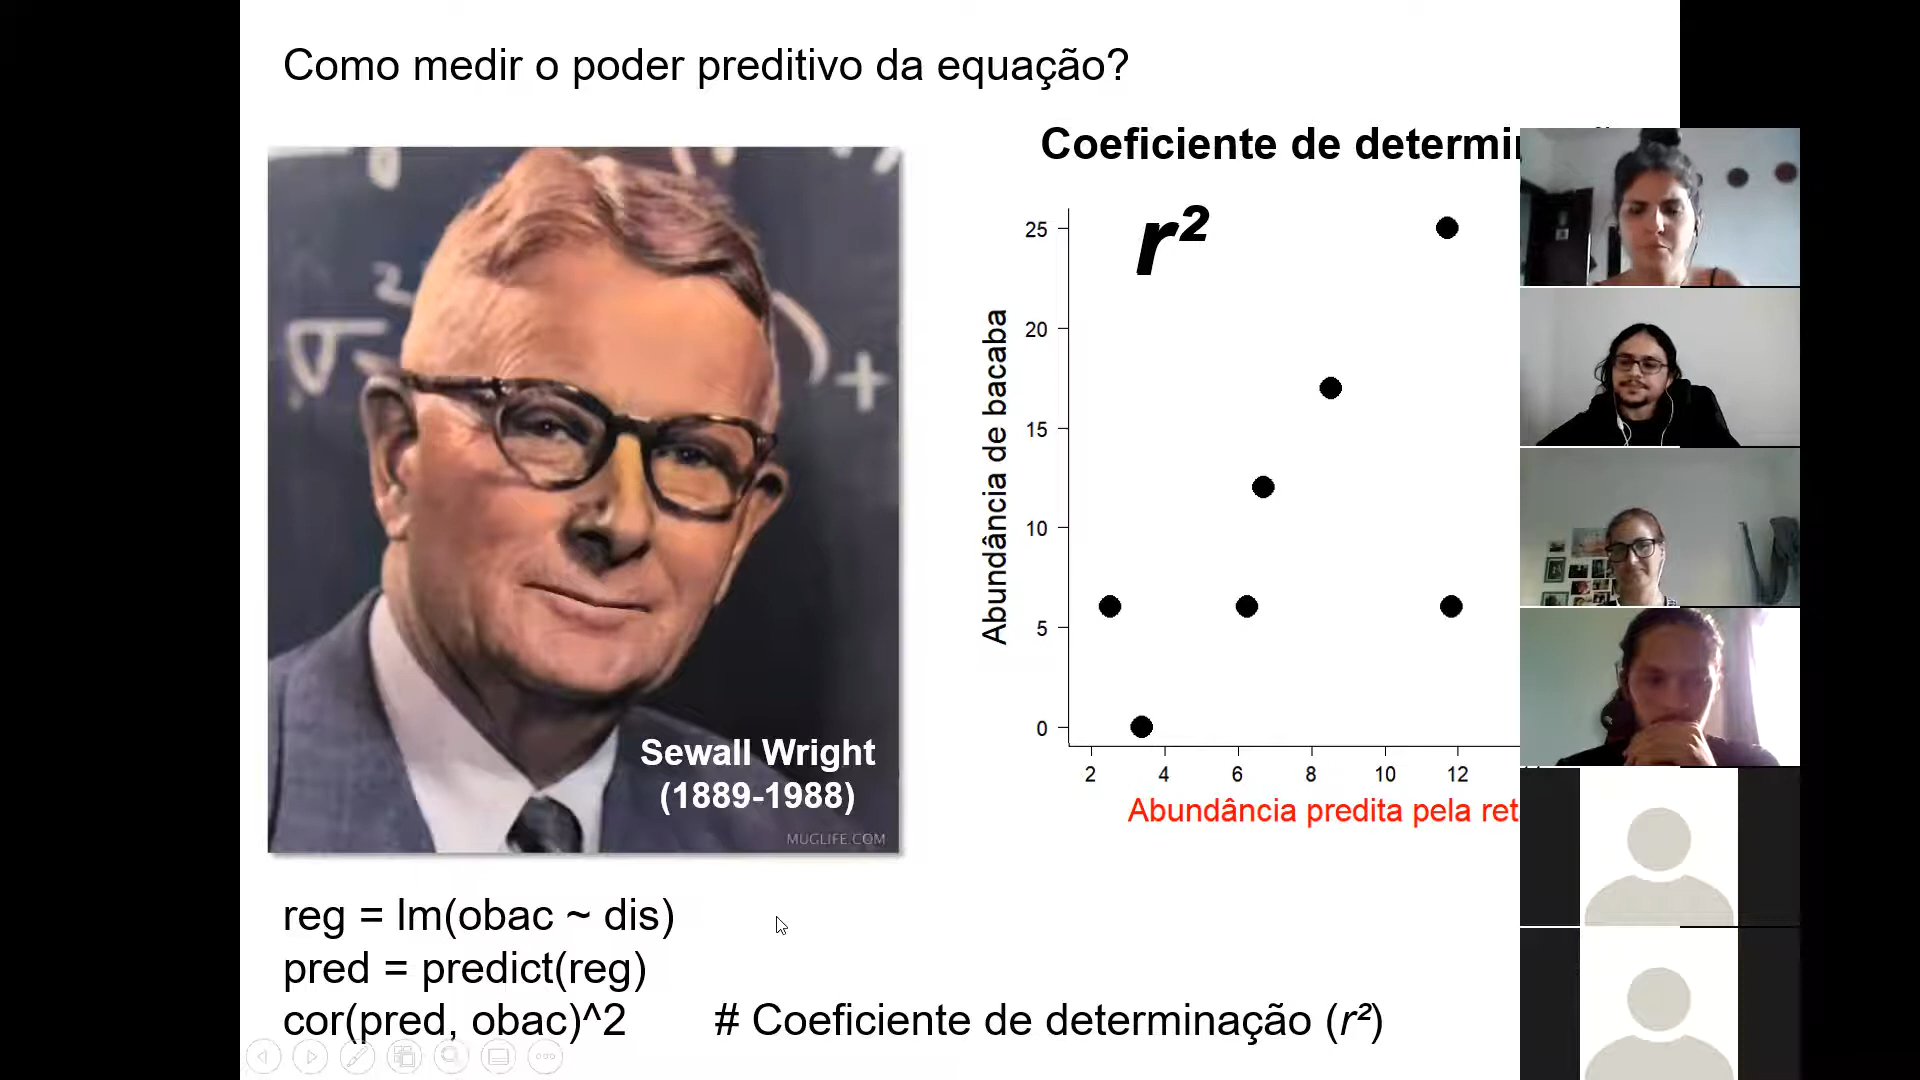 Como medir o poder preditivo da equação?
Coeficiente de determi
r²
25
20
15
10
5
0
Abundância de bacaba
2 4 6 8 10 12
Abundância predita pela ret
σ 2 ) +
Sewall Wright
(1889-1988)
MUGLIFE.COM
reg = lm(obac ~ dis)
pred = predict(reg)
cor(pred, obac)^2 # Coeficiente de determinação (r²)